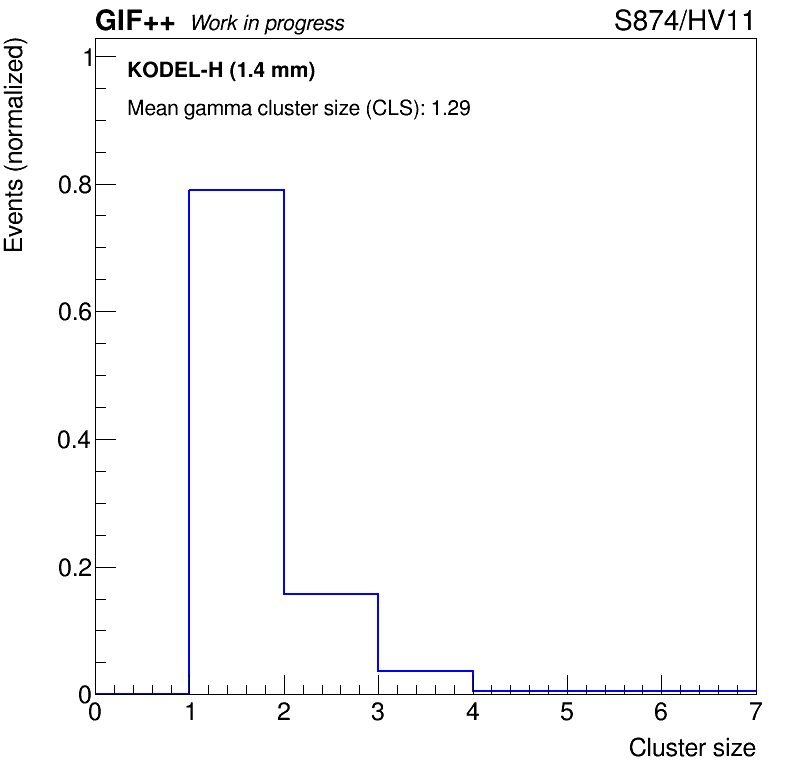 GIF++ Work in progress S874/HV11
Events (normalized)
KODEL-H (1.4 mm)
Mean gamma cluster size (CLS): 1.29
1
0.8
0.6
0.4
0.2
0
0 1 2 3 4 5 6 7
Cluster size